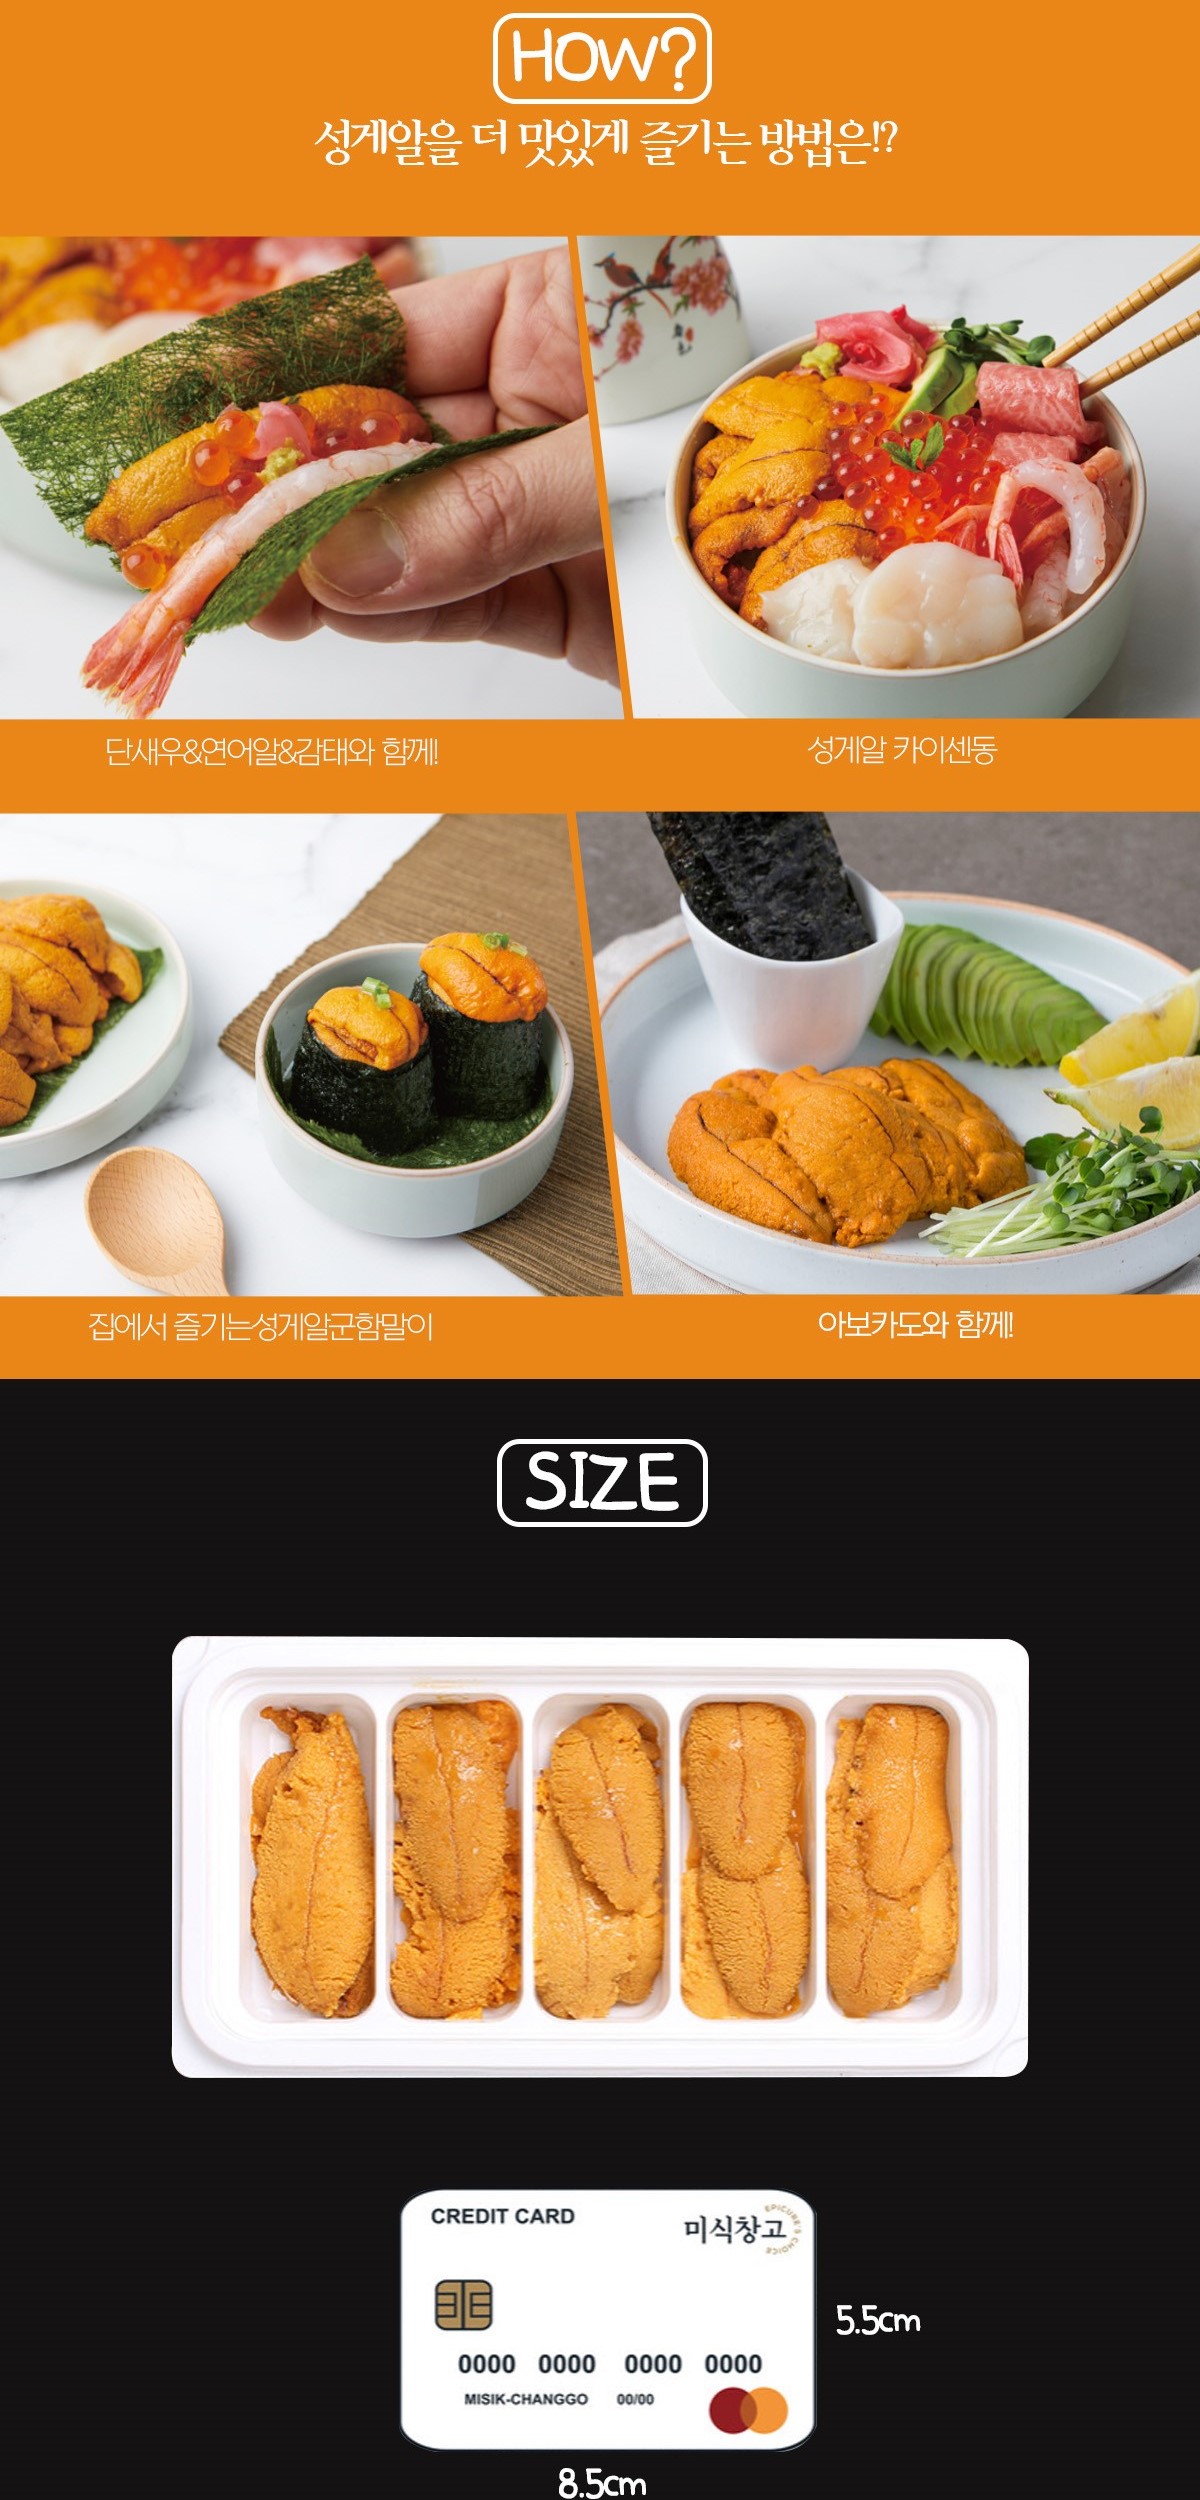 HOW?
성게알을 더 맛있게 즐기는 방법은!?
단새우&연어알&감태와 함께!
성게알 카이센동
집에서 즐기는성게알군함말이
아보카도와 함께!
SIZE
CREDIT CARD
미식창고
EPICURE'S CHOICE
5.5cm
0000 0000 0000 0000
MISIK-CHANGGO 00/00
8.5cm